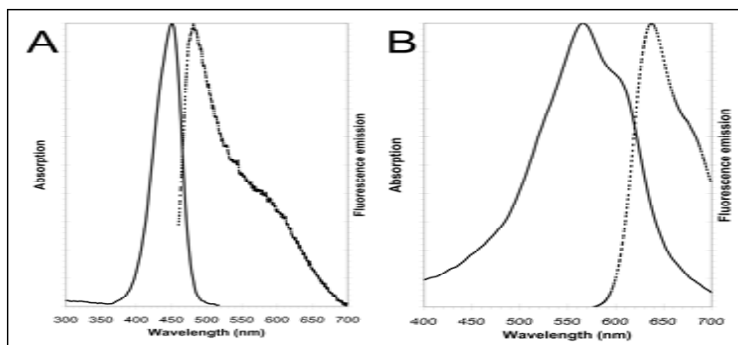 A
Absorption
Fluorescence emission
300 350 400 450 500 550 600 650 700
Wavelength (nm)
B
Absorption
Fluorescence emission
400 450 500 550 600 650 700
Wavelength (nm)